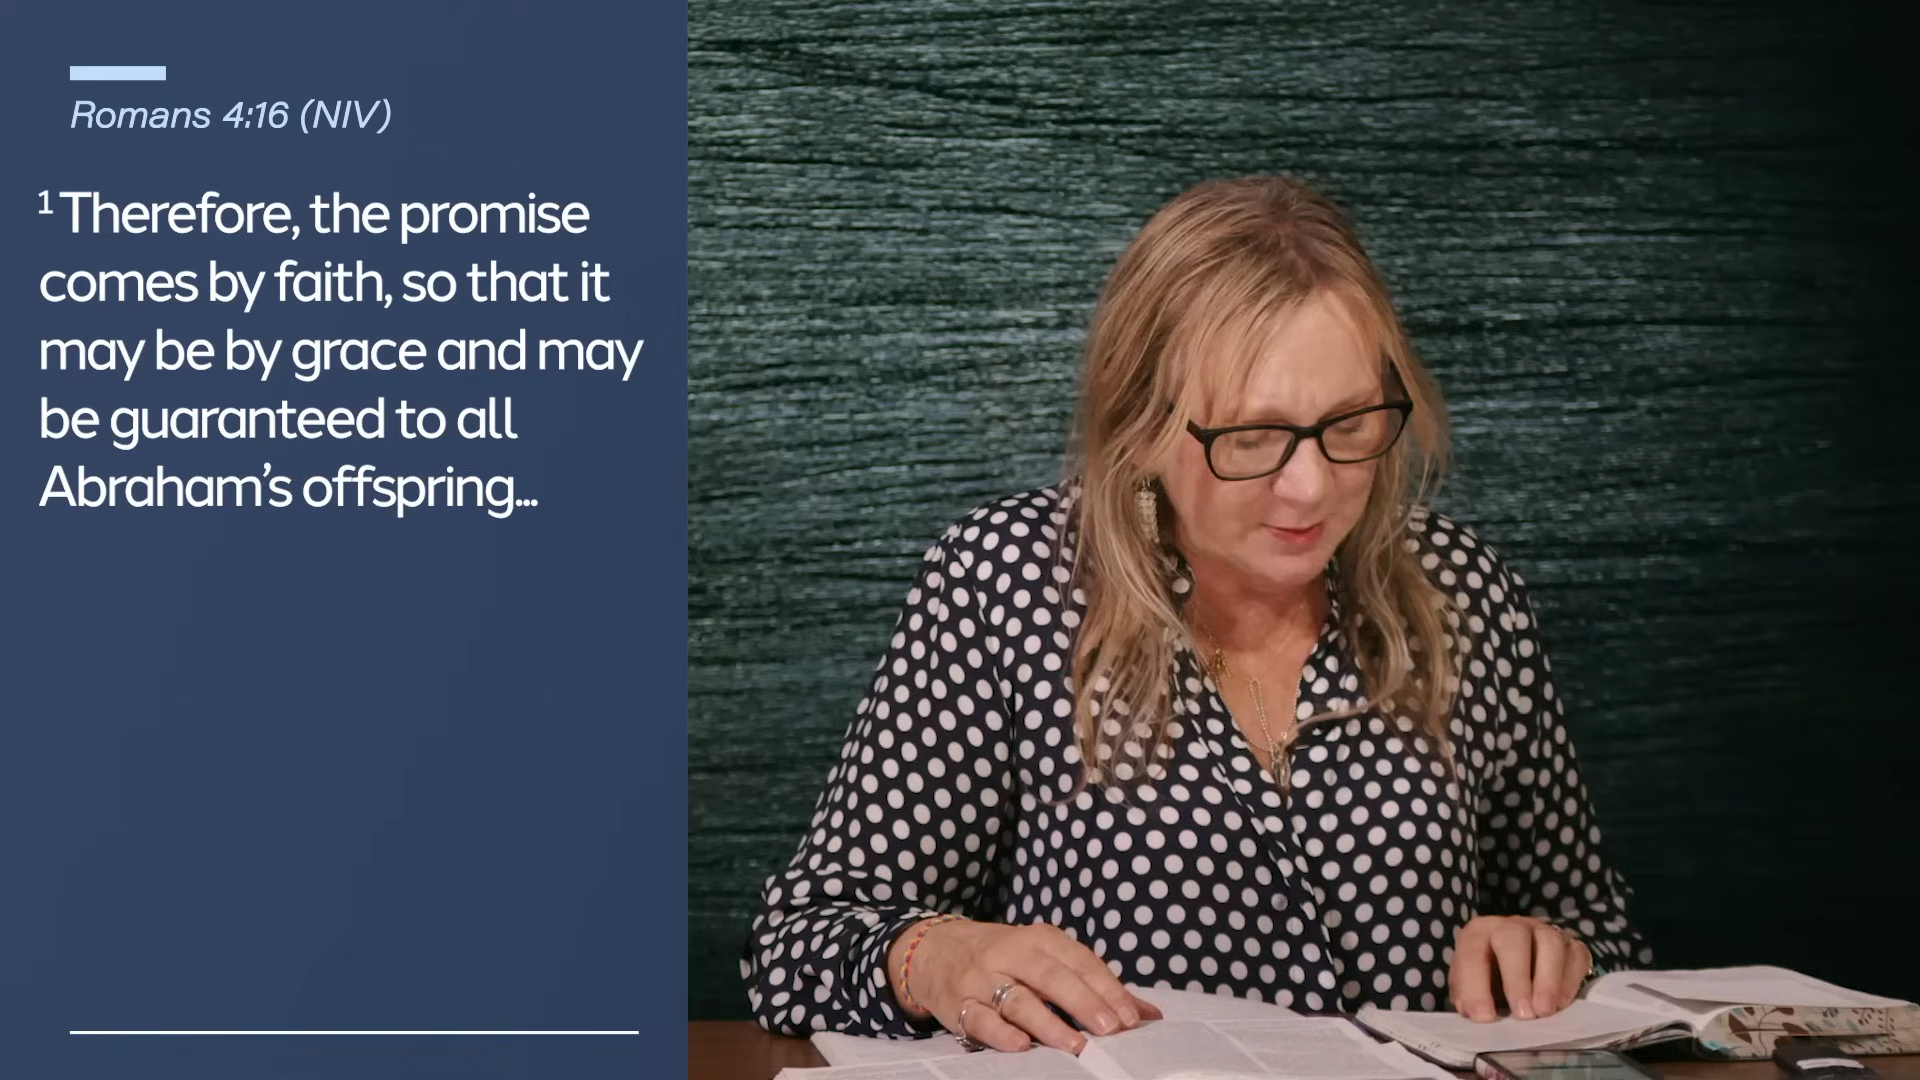 Romans 4:16 (NIV)
1 Therefore, the promise
comes by faith, so that it
may be by grace and may
be guaranteed to all
Abraham’s offspring...